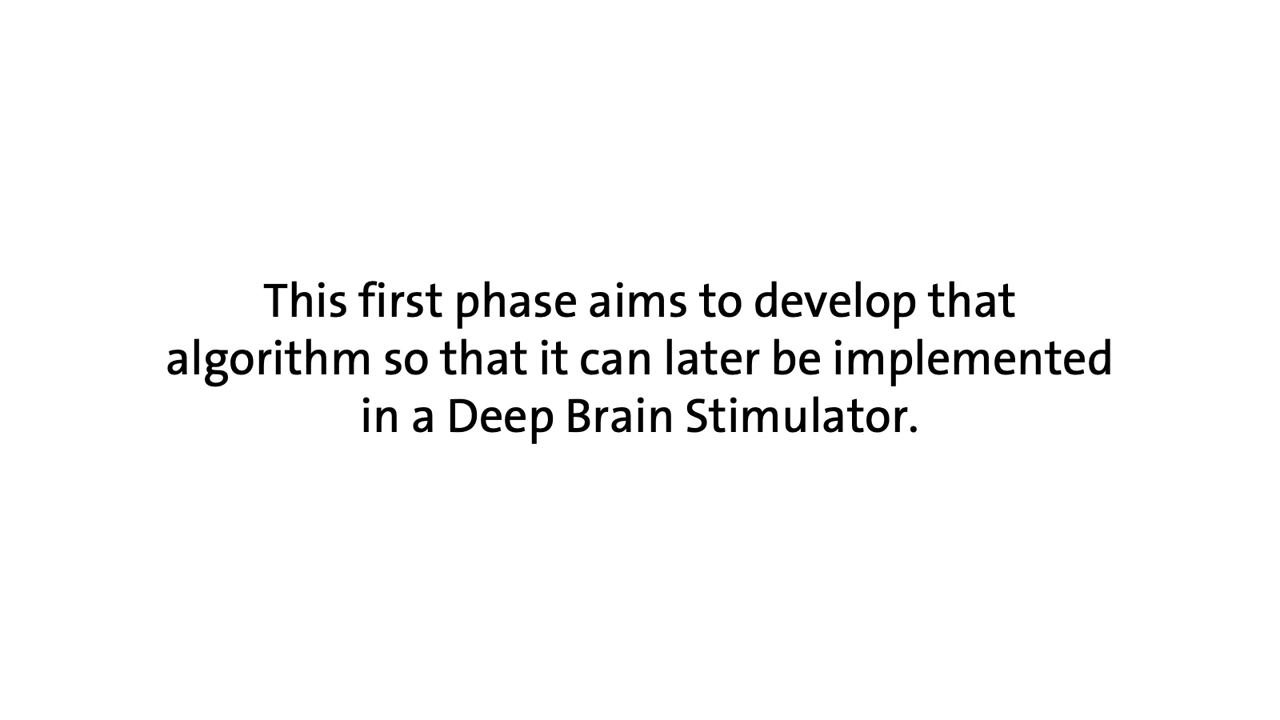 This first phase aims to develop that
algorithm so that it can later be implemented
in a Deep Brain Stimulator.